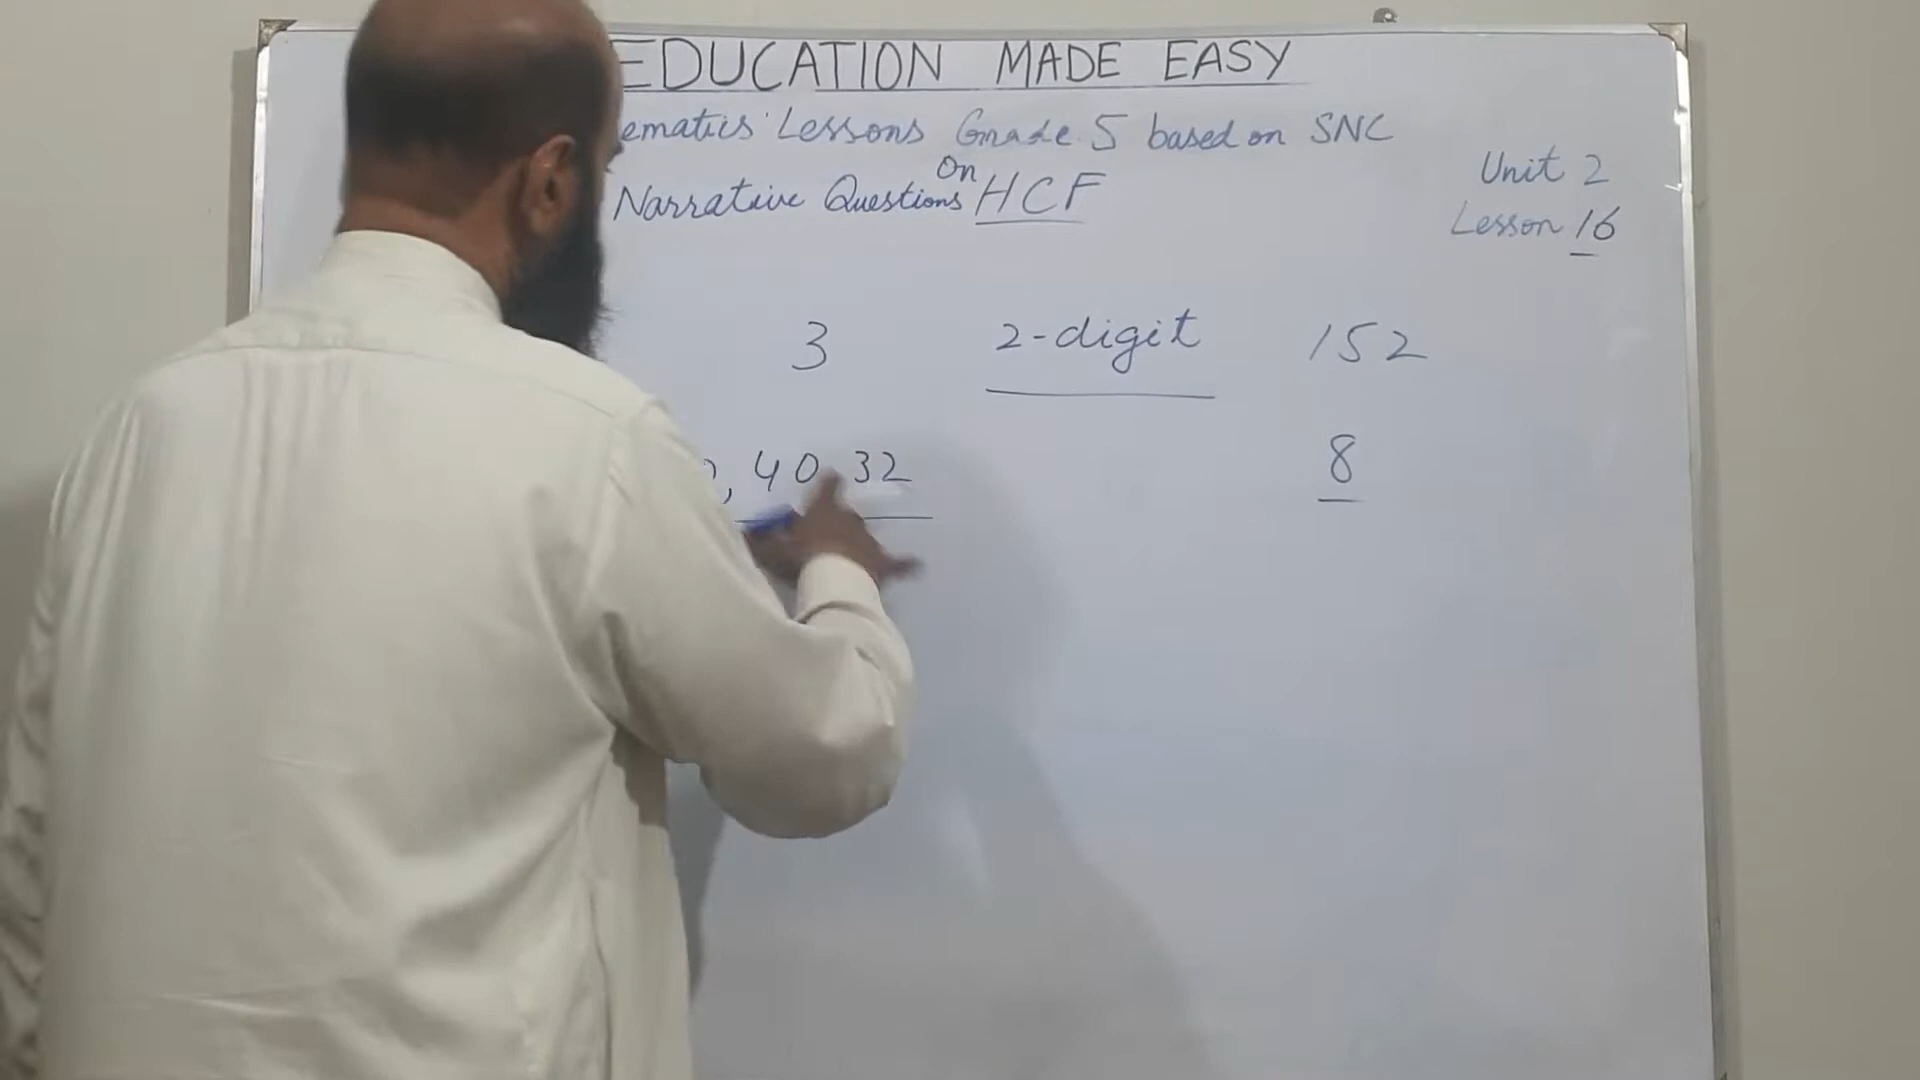 EDUCATION MADE EASY
ematics Lessons Grade 5 based on SNC
Narrative Questions On HCF
Unit 2
Lesson 16
3 2-digit 152
, 40, 32
8